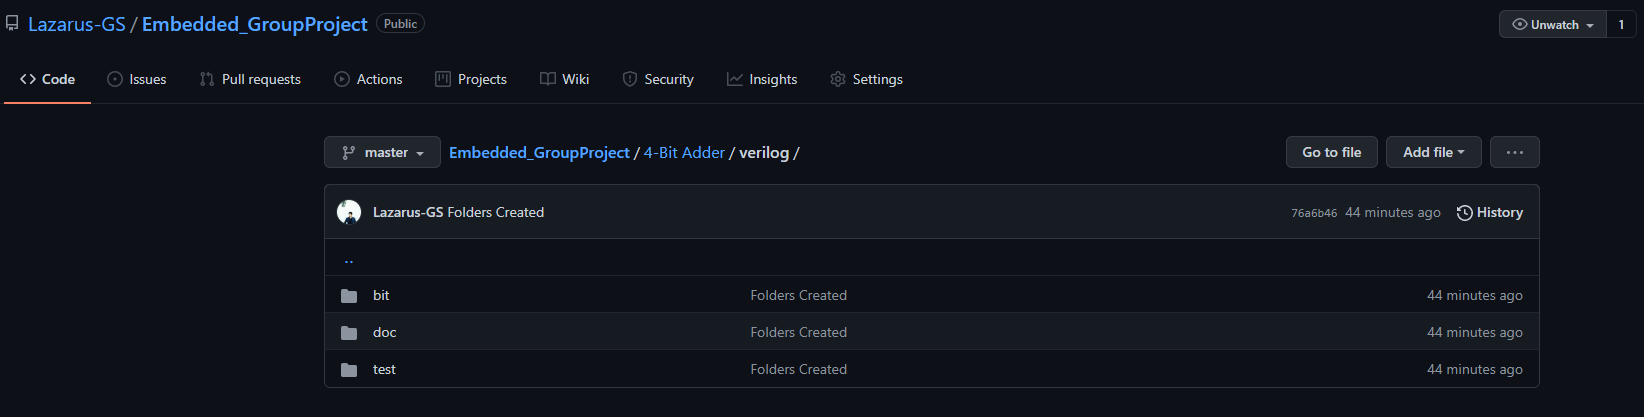 Lazarus-GS / Embedded_GroupProject Public Unwatch 1
Code Issues Pull requests Actions Projects Wiki Security Insights Settings
master Embedded_GroupProject / 4-Bit Adder / verilog / Go to file Add file ...
Lazarus-GS Folders Created 76a6b46 44 minutes ago History
..
bit Folders Created 44 minutes ago
doc Folders Created 44 minutes ago
test Folders Created 44 minutes ago